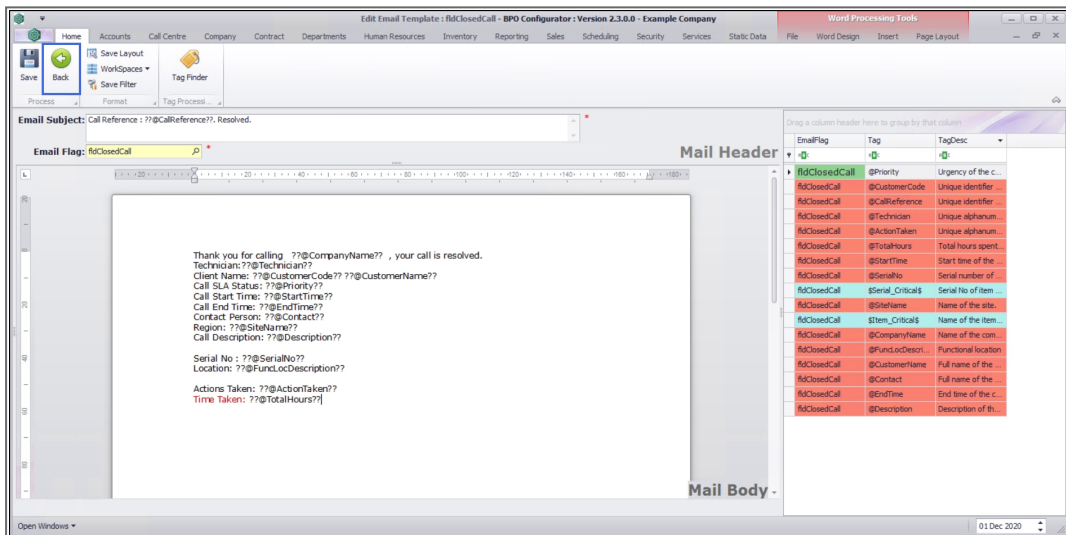 Edit Email Template : fldClosedCall - BPO Configurator : Version 2.3.0.0 - Example Company
Word Processing Tools
Home Accounts Call Centre Company Contract Departments Human Resources Inventory Reporting Sales Scheduling Security Services Static Data File Word Design Insert Page Layout
Save
Back
Save Layout
WorkSpaces
Save Filter
Tag Finder
Process
Format
Tag Processi...
Email Subject: Call Reference : ??@CallReference??. Resolved. *
Email Flag: fldClosedCall *
Mail Header
20 20 40 60 80 100 120 140 160 180
Thank you for calling ??@CompanyName?? , your call is resolved.
Technician:??@Technician??
Client Name: ??@CustomerCode?? ??@CustomerName??
Call SLA Status: ??@Priority??
Call Start Time: ??@StartTime??
Call End Time: ??@EndTime??
Contact Person: ??@Contact??
Region: ??@SiteName??
Call Description: ??@Description??
Serial No : ??@SerialNo??
Location: ??@FuncLocDescription??
Actions Taken: ??@ActionTaken??
Time Taken: ??@TotalHours??
Mail Body
Drag a column header here to group by that column
EmailFlag Tag TagDesc
fldClosedCall @Priority Urgency of the c...
fldClosedCall @CustomerCode Unique identifier ...
fldClosedCall @CallReference Unique identifier ...
fldClosedCall @Technician Unique alphanum...
fldClosedCall @ActionTaken Unique alphanum...
fldClosedCall @TotalHours Total hours spent...
fldClosedCall @StartTime Start time of the ...
fldClosedCall @SerialNo Serial number of ...
fldClosedCall $Serial_Critical$ Serial No of item ...
fldClosedCall @SiteName Name of the site.
fldClosedCall $Item_Critical$ Name of the item...
fldClosedCall @CompanyName Name of the com...
fldClosedCall @FuncLocDescri... Functional location
fldClosedCall @CustomerName Full name of the ...
fldClosedCall @Contact Full name of the ...
fldClosedCall @EndTime End time of the c...
fldClosedCall @Description Description of th...
Open Windows
01 Dec 2020